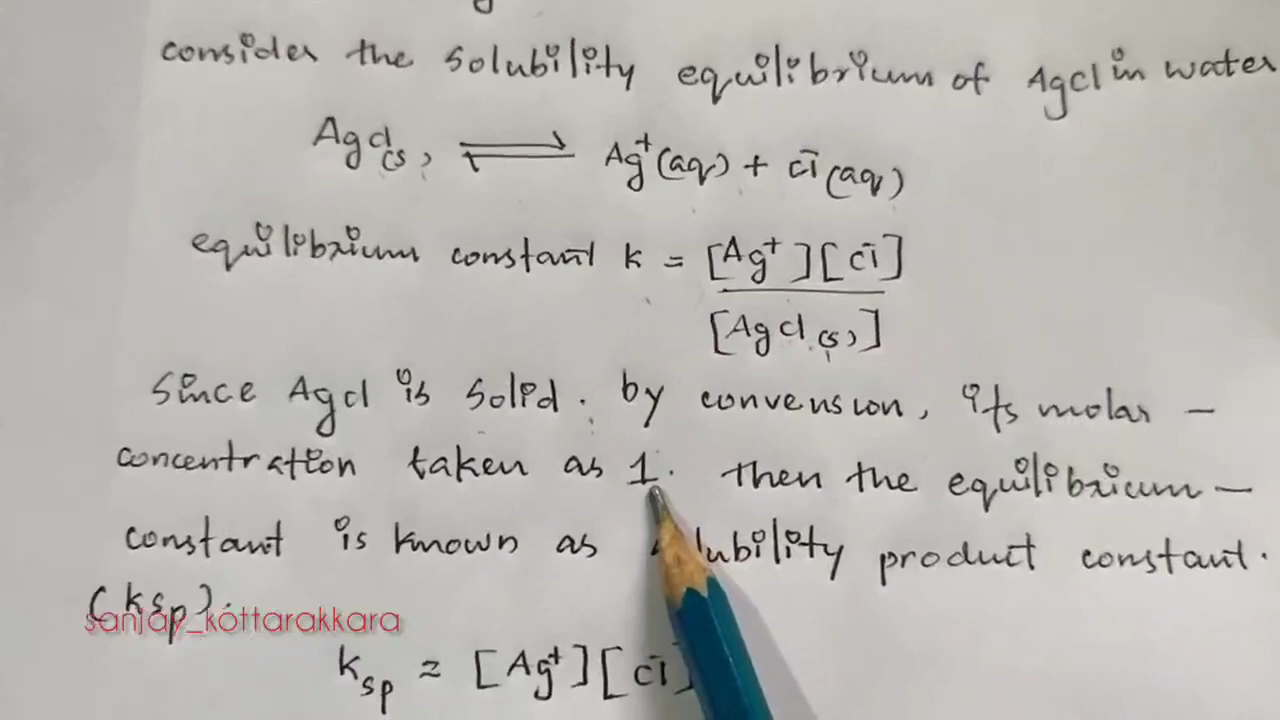 consider the solubility equilibrium of AgCl in water
AgCl(s) ⇌ Ag⁺(aq) + Cl⁻(aq)
equilibrium constant K = [Ag⁺][Cl⁻]
[AgCl(s)]
Since AgCl is solid. by convension, its molar –
concentration taken as 1. Then the equilibrium –
constant is known as solubility product constant.
(Ksp).
sanjay_kottarakkara
Ksp = [Ag⁺][Cl⁻]